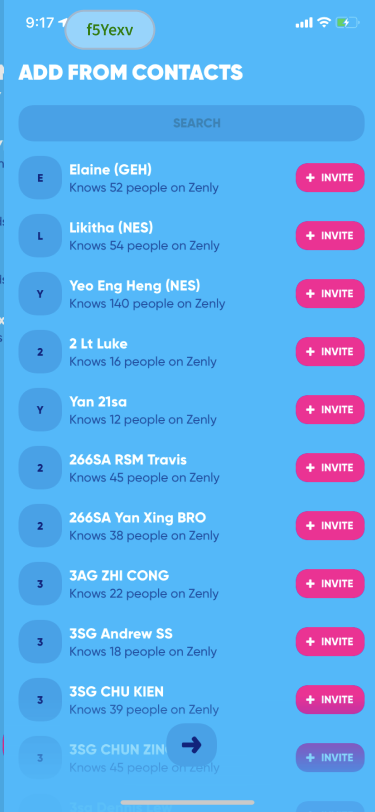 9:17
f5Yexv
ADD FROM CONTACTS
SEARCH
E
Elaine (GEH)
Knows 52 people on Zenly
+ INVITE
L
Likitha (NES)
Knows 54 people on Zenly
+ INVITE
Y
Yeo Eng Heng (NES)
Knows 140 people on Zenly
+ INVITE
2
2 Lt Luke
Knows 16 people on Zenly
+ INVITE
Y
Yan 21sa
Knows 12 people on Zenly
+ INVITE
2
266SA RSM Travis
Knows 45 people on Zenly
+ INVITE
2
266SA Yan Xing BRO
Knows 38 people on Zenly
+ INVITE
3
3AG ZHI CONG
Knows 22 people on Zenly
+ INVITE
3
3SG Andrew SS
Knows 18 people on Zenly
+ INVITE
3
3SG CHU KIEN
Knows 39 people on Zenly
+ INVITE
3
3SG CHUN ZIN
Knows 45 people on Zenly
+ INVITE